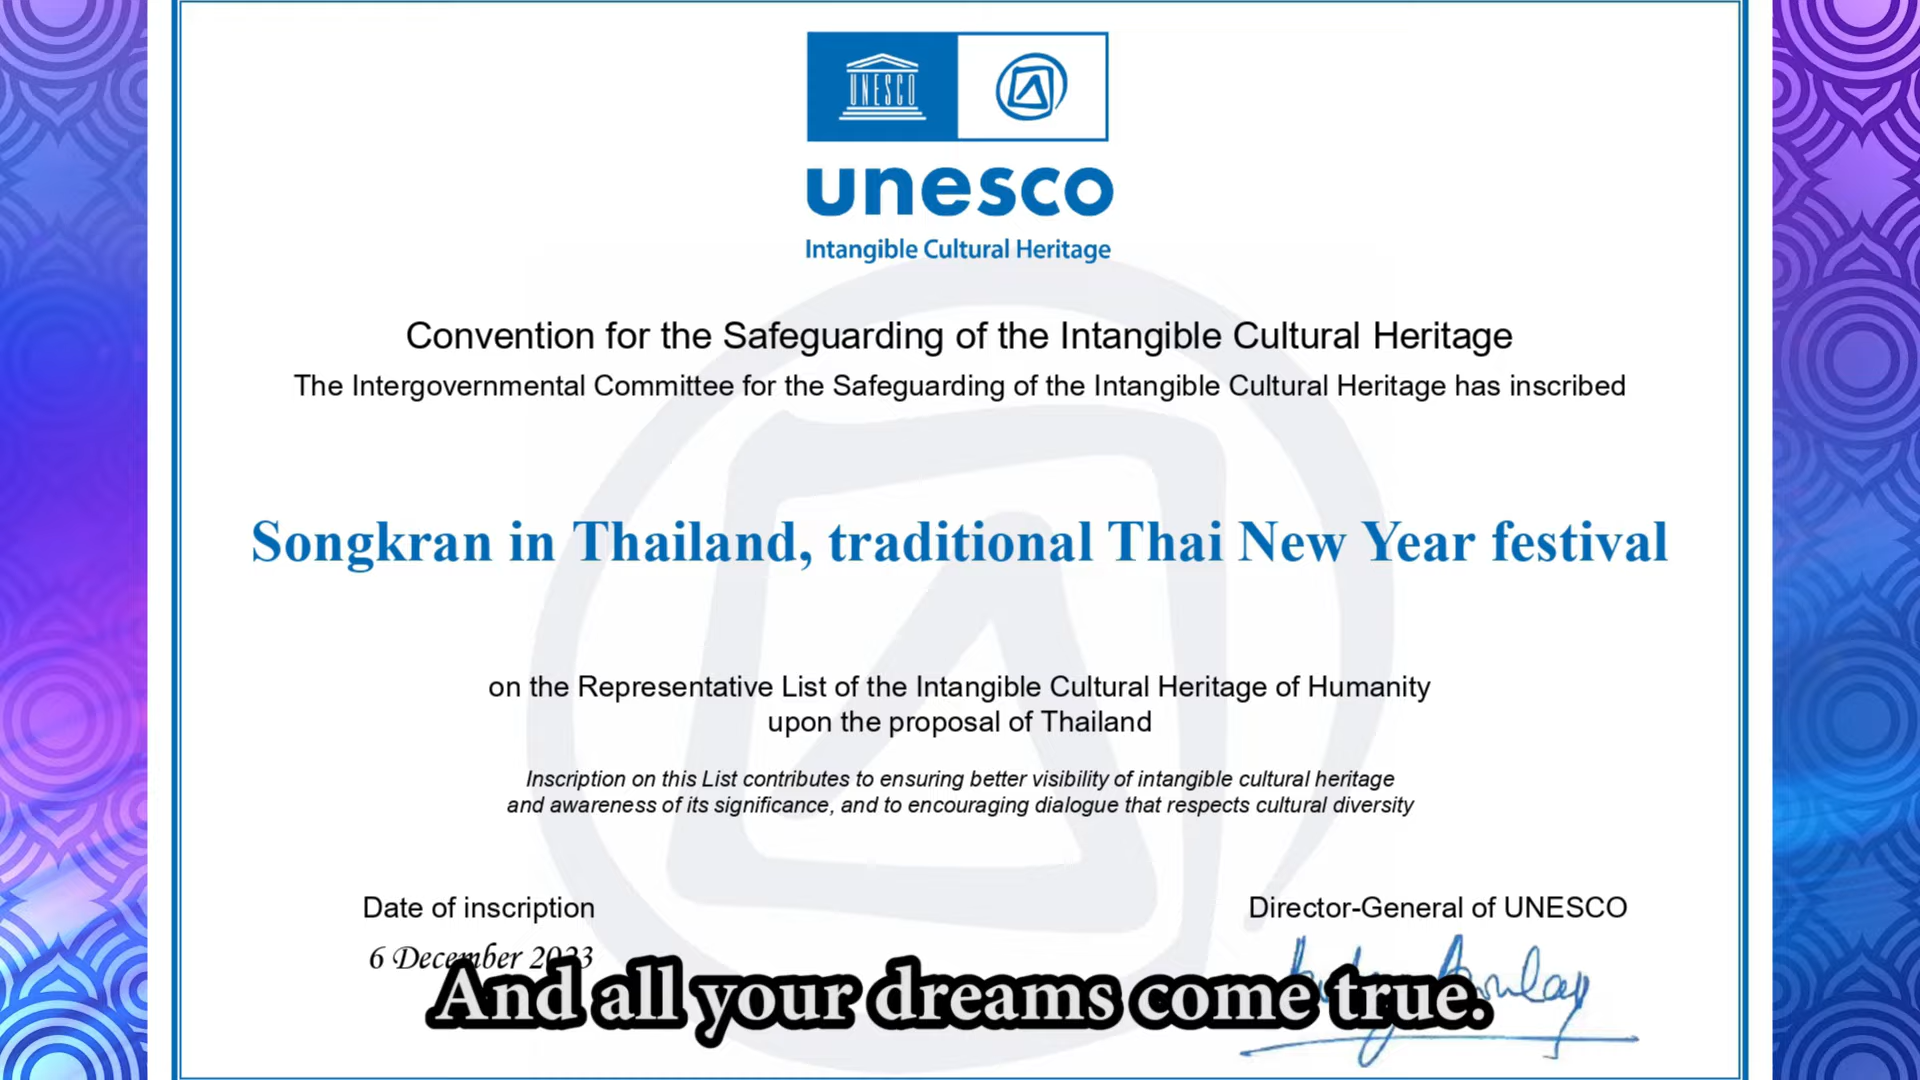 UNESCO
unesco
Intangible Cultural Heritage
Convention for the Safeguarding of the Intangible Cultural Heritage
The Intergovernmental Committee for the Safeguarding of the Intangible Cultural Heritage has inscribed
Songkran in Thailand, traditional Thai New Year festival
on the Representative List of the Intangible Cultural Heritage of Humanity
upon the proposal of Thailand
Inscription on this List contributes to ensuring better visibility of intangible cultural heritage
and awareness of its significance, and to encouraging dialogue that respects cultural diversity
Date of inscription
Director-General of UNESCO
6 December 2023
And all your dreams come true.